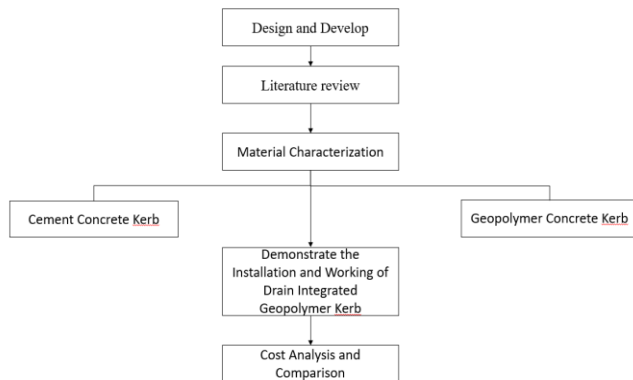 Design and Develop
Literature review
Material Characterization
Cement Concrete Kerb
Geopolymer Concrete Kerb
Demonstrate the
Installation and Working of
Drain Integrated
Geopolymer Kerb
Cost Analysis and
Comparison